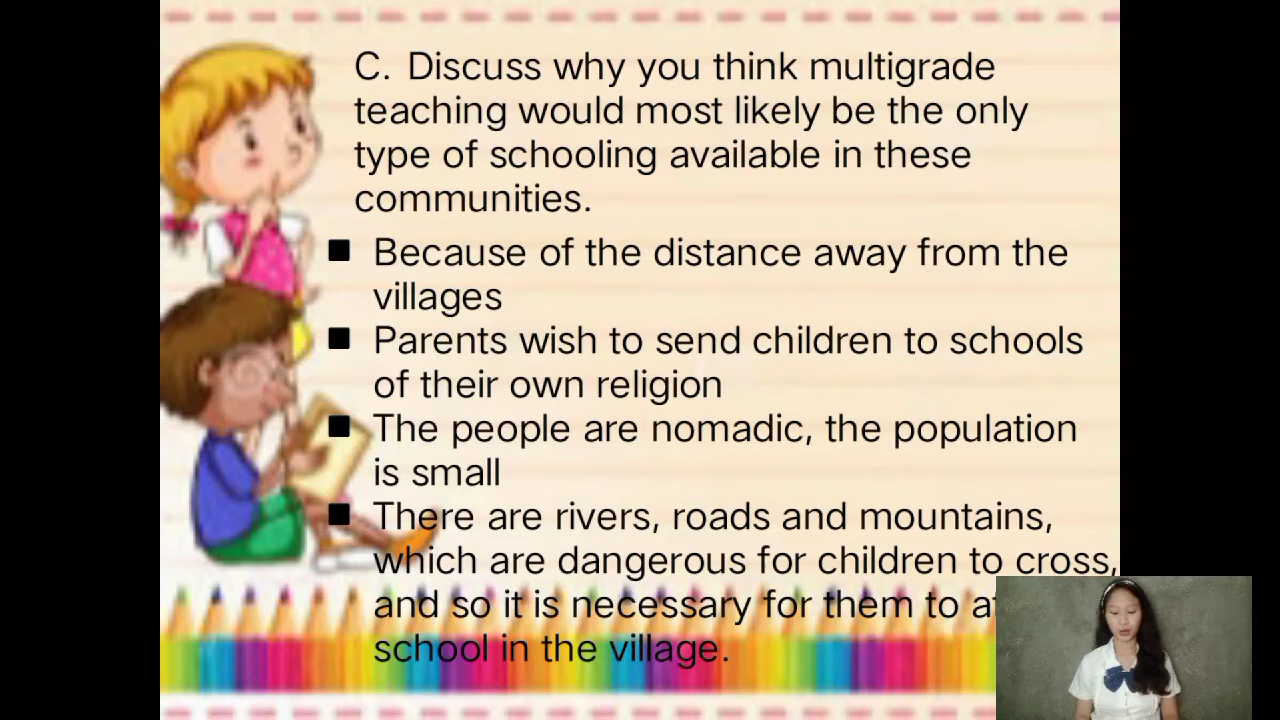 C. Discuss why you think multigrade
teaching would most likely be the only
type of schooling available in these
communities.
■ Because of the distance away from the
villages
■ Parents wish to send children to schools
of their own religion
■ The people are nomadic, the population
is small
■ There are rivers, roads and mountains,
which are dangerous for children to cross,
and so it is necessary for them to
school in the village.